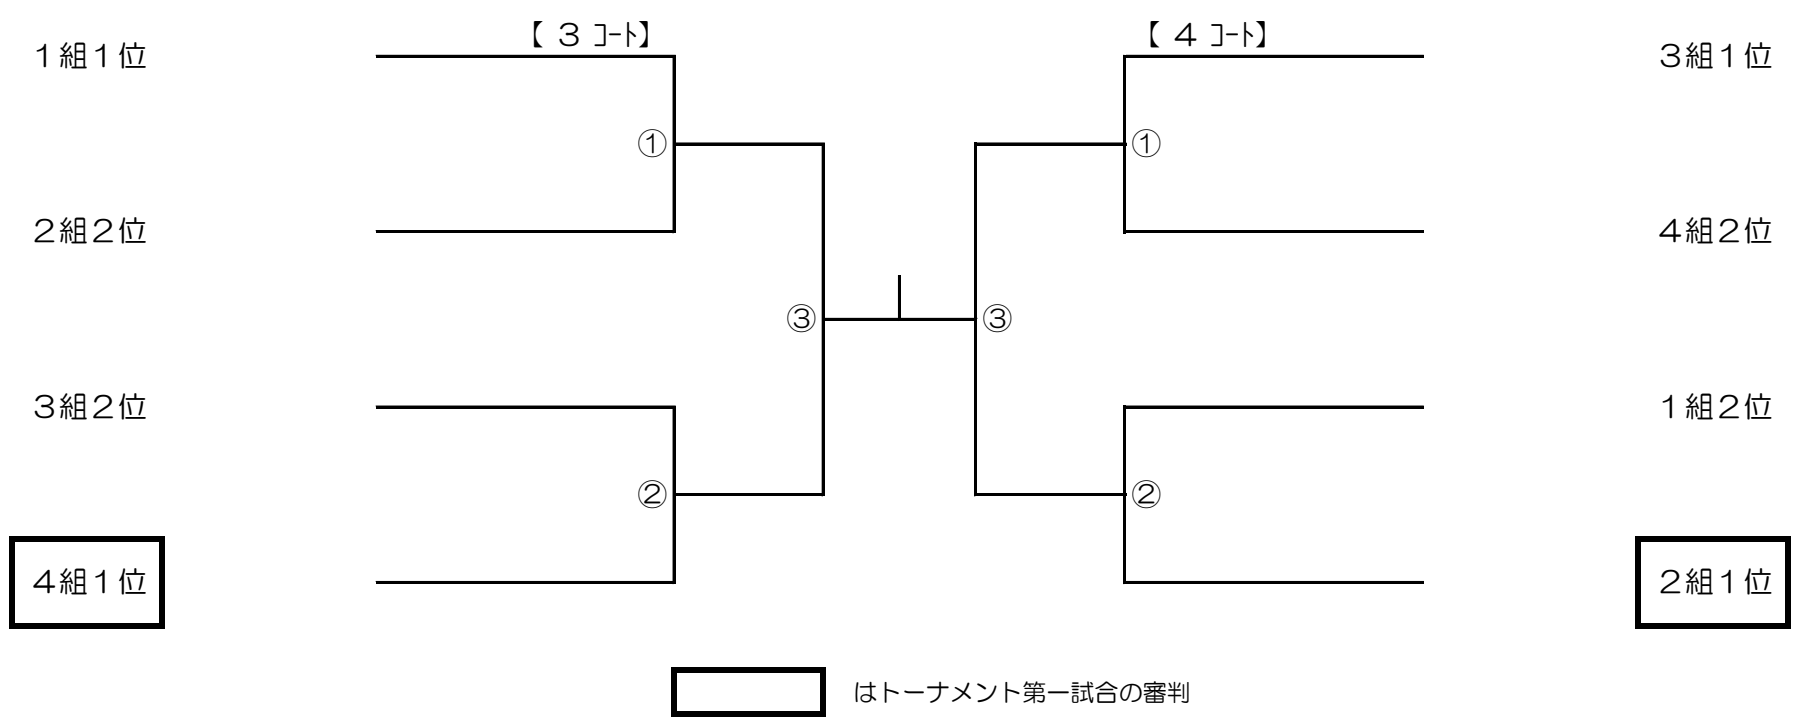 【 ３ ｺｰﾄ】
【 ４ ｺｰﾄ】
１組１位
３組１位
①
①
２組２位
４組２位
③
③
３組２位
１組２位
②
②
４組１位
２組１位
はトーナメント第一試合の審判